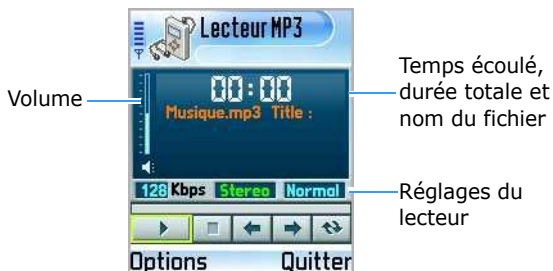 Lecteur MP3
Volume
00:00
Musique.mp3 Title :
Temps écoulé,
durée totale et
nom du fichier
128 Kbps Stereo Normal
Réglages du
lecteur
Options Quitter